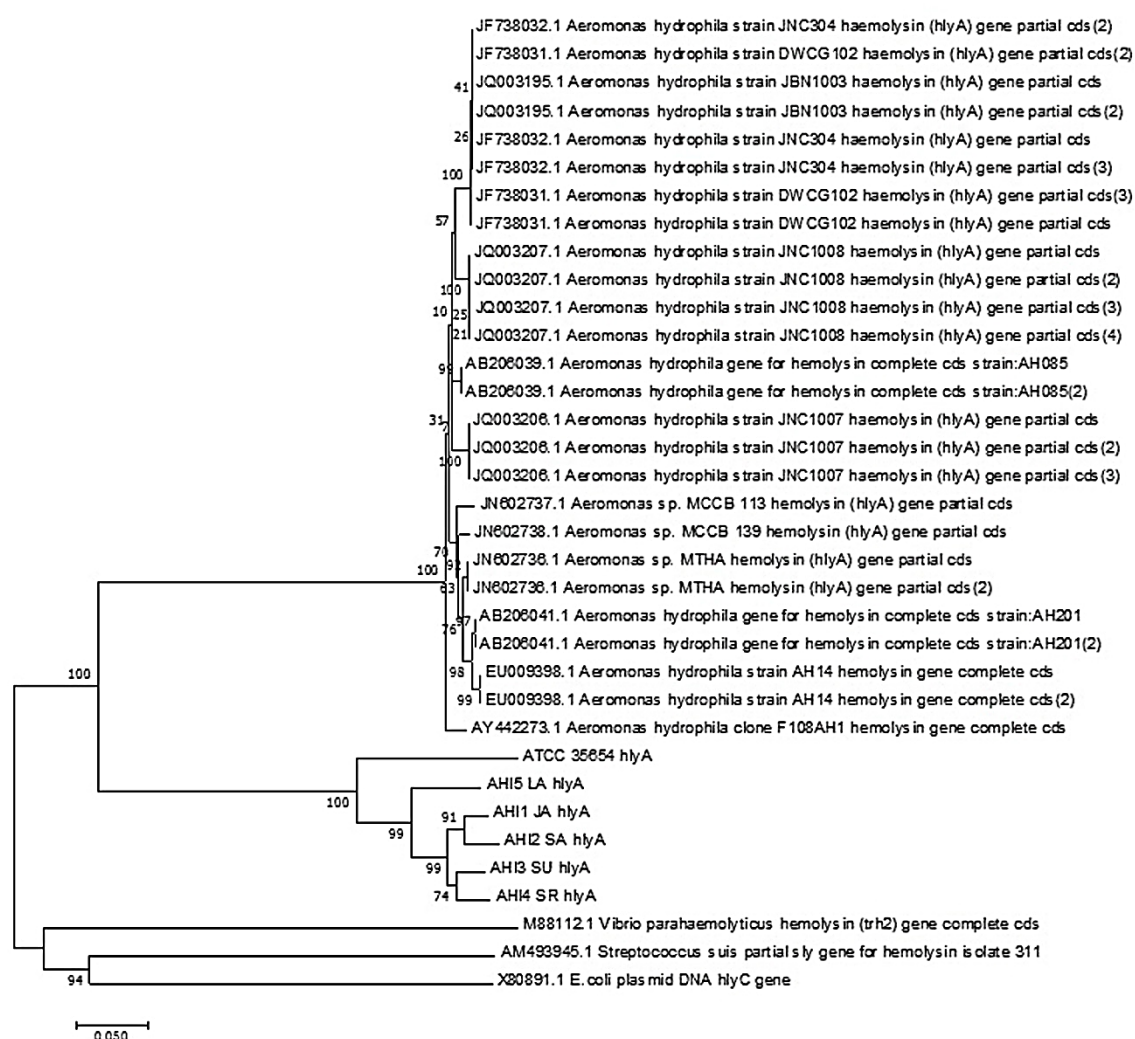 JF738032.1 Aeromonas hydrophila strain JNC304 haemolysin (hlyA) gene partial cds(2)
JF738031.1 Aeromonas hydrophila strain DWCG102 haemolysin (hlyA) gene partial cds(2)
41
JQ003195.1 Aeromonas hydrophila strain JBN1003 haemolysin (hlyA) gene partial cds
JQ003195.1 Aeromonas hydrophila strain JBN1003 haemolysin (hlyA) gene partial cds(2)
26
JF738032.1 Aeromonas hydrophila strain JNC304 haemolysin (hlyA) gene partial cds
JF738032.1 Aeromonas hydrophila strain JNC304 haemolysin (hlyA) gene partial cds(3)
100
JF738031.1 Aeromonas hydrophila strain DWCG102 haemolysin (hlyA) gene partial cds(3)
57
JF738031.1 Aeromonas hydrophila strain DWCG102 haemolysin (hlyA) gene partial cds
JQ003207.1 Aeromonas hydrophila strain JNC1008 haemolysin (hlyA) gene partial cds
JQ003207.1 Aeromonas hydrophila strain JNC1008 haemolysin (hlyA) gene partial cds(2)
100
10
25
JQ003207.1 Aeromonas hydrophila strain JNC1008 haemolysin (hlyA) gene partial cds(3)
21
JQ003207.1 Aeromonas hydrophila strain JNC1008 haemolysin (hlyA) gene partial cds(4)
AB206039.1 Aeromonas hydrophila gene for hemolysin complete cds strain:AH085
AB206039.1 Aeromonas hydrophila gene for hemolysin complete cds strain:AH085(2)
31
JQ003206.1 Aeromonas hydrophila strain JNC1007 haemolysin (hlyA) gene partial cds
JQ003206.1 Aeromonas hydrophila strain JNC1007 haemolysin (hlyA) gene partial cds(2)
100
JQ003206.1 Aeromonas hydrophila strain JNC1007 haemolysin (hlyA) gene partial cds(3)
JN602737.1 Aeromonas sp. MCCB 113 hemolysin (hlyA) gene partial cds
JN602738.1 Aeromonas sp. MCCB 139 hemolysin (hlyA) gene partial cds
70
JN602736.1 Aeromonas sp. MTHA hemolysin (hlyA) gene partial cds
100
63
JN602736.1 Aeromonas sp. MTHA hemolysin (hlyA) gene partial cds(2)
AB206041.1 Aeromonas hydrophila gene for hemolysin complete cds strain:AH201
97
76
AB206041.1 Aeromonas hydrophila gene for hemolysin complete cds strain:AH201(2)
98
EU009398.1 Aeromonas hydrophila strain AH14 hemolysin gene complete cds
99
EU009398.1 Aeromonas hydrophila strain AH14 hemolysin gene complete cds(2)
100
AY442273.1 Aeromonas hydrophila clone F108AH1 hemolysin gene complete cds
ATCC 35654 hlyA
AHI5 LA hlyA
100
91
AHI1 JA hlyA
99
AHI2 SA hlyA
99
AHI3 SU hlyA
74
AHI4 SR hlyA
M88112.1 Vibrio parahaemolyticus hemolysin (trh2) gene complete cds
AM493945.1 Streptococcus suis partial sly gene for hemolysin isolate 311
94
X80891.1 E.coli plasmid DNA hlyC gene
0.050